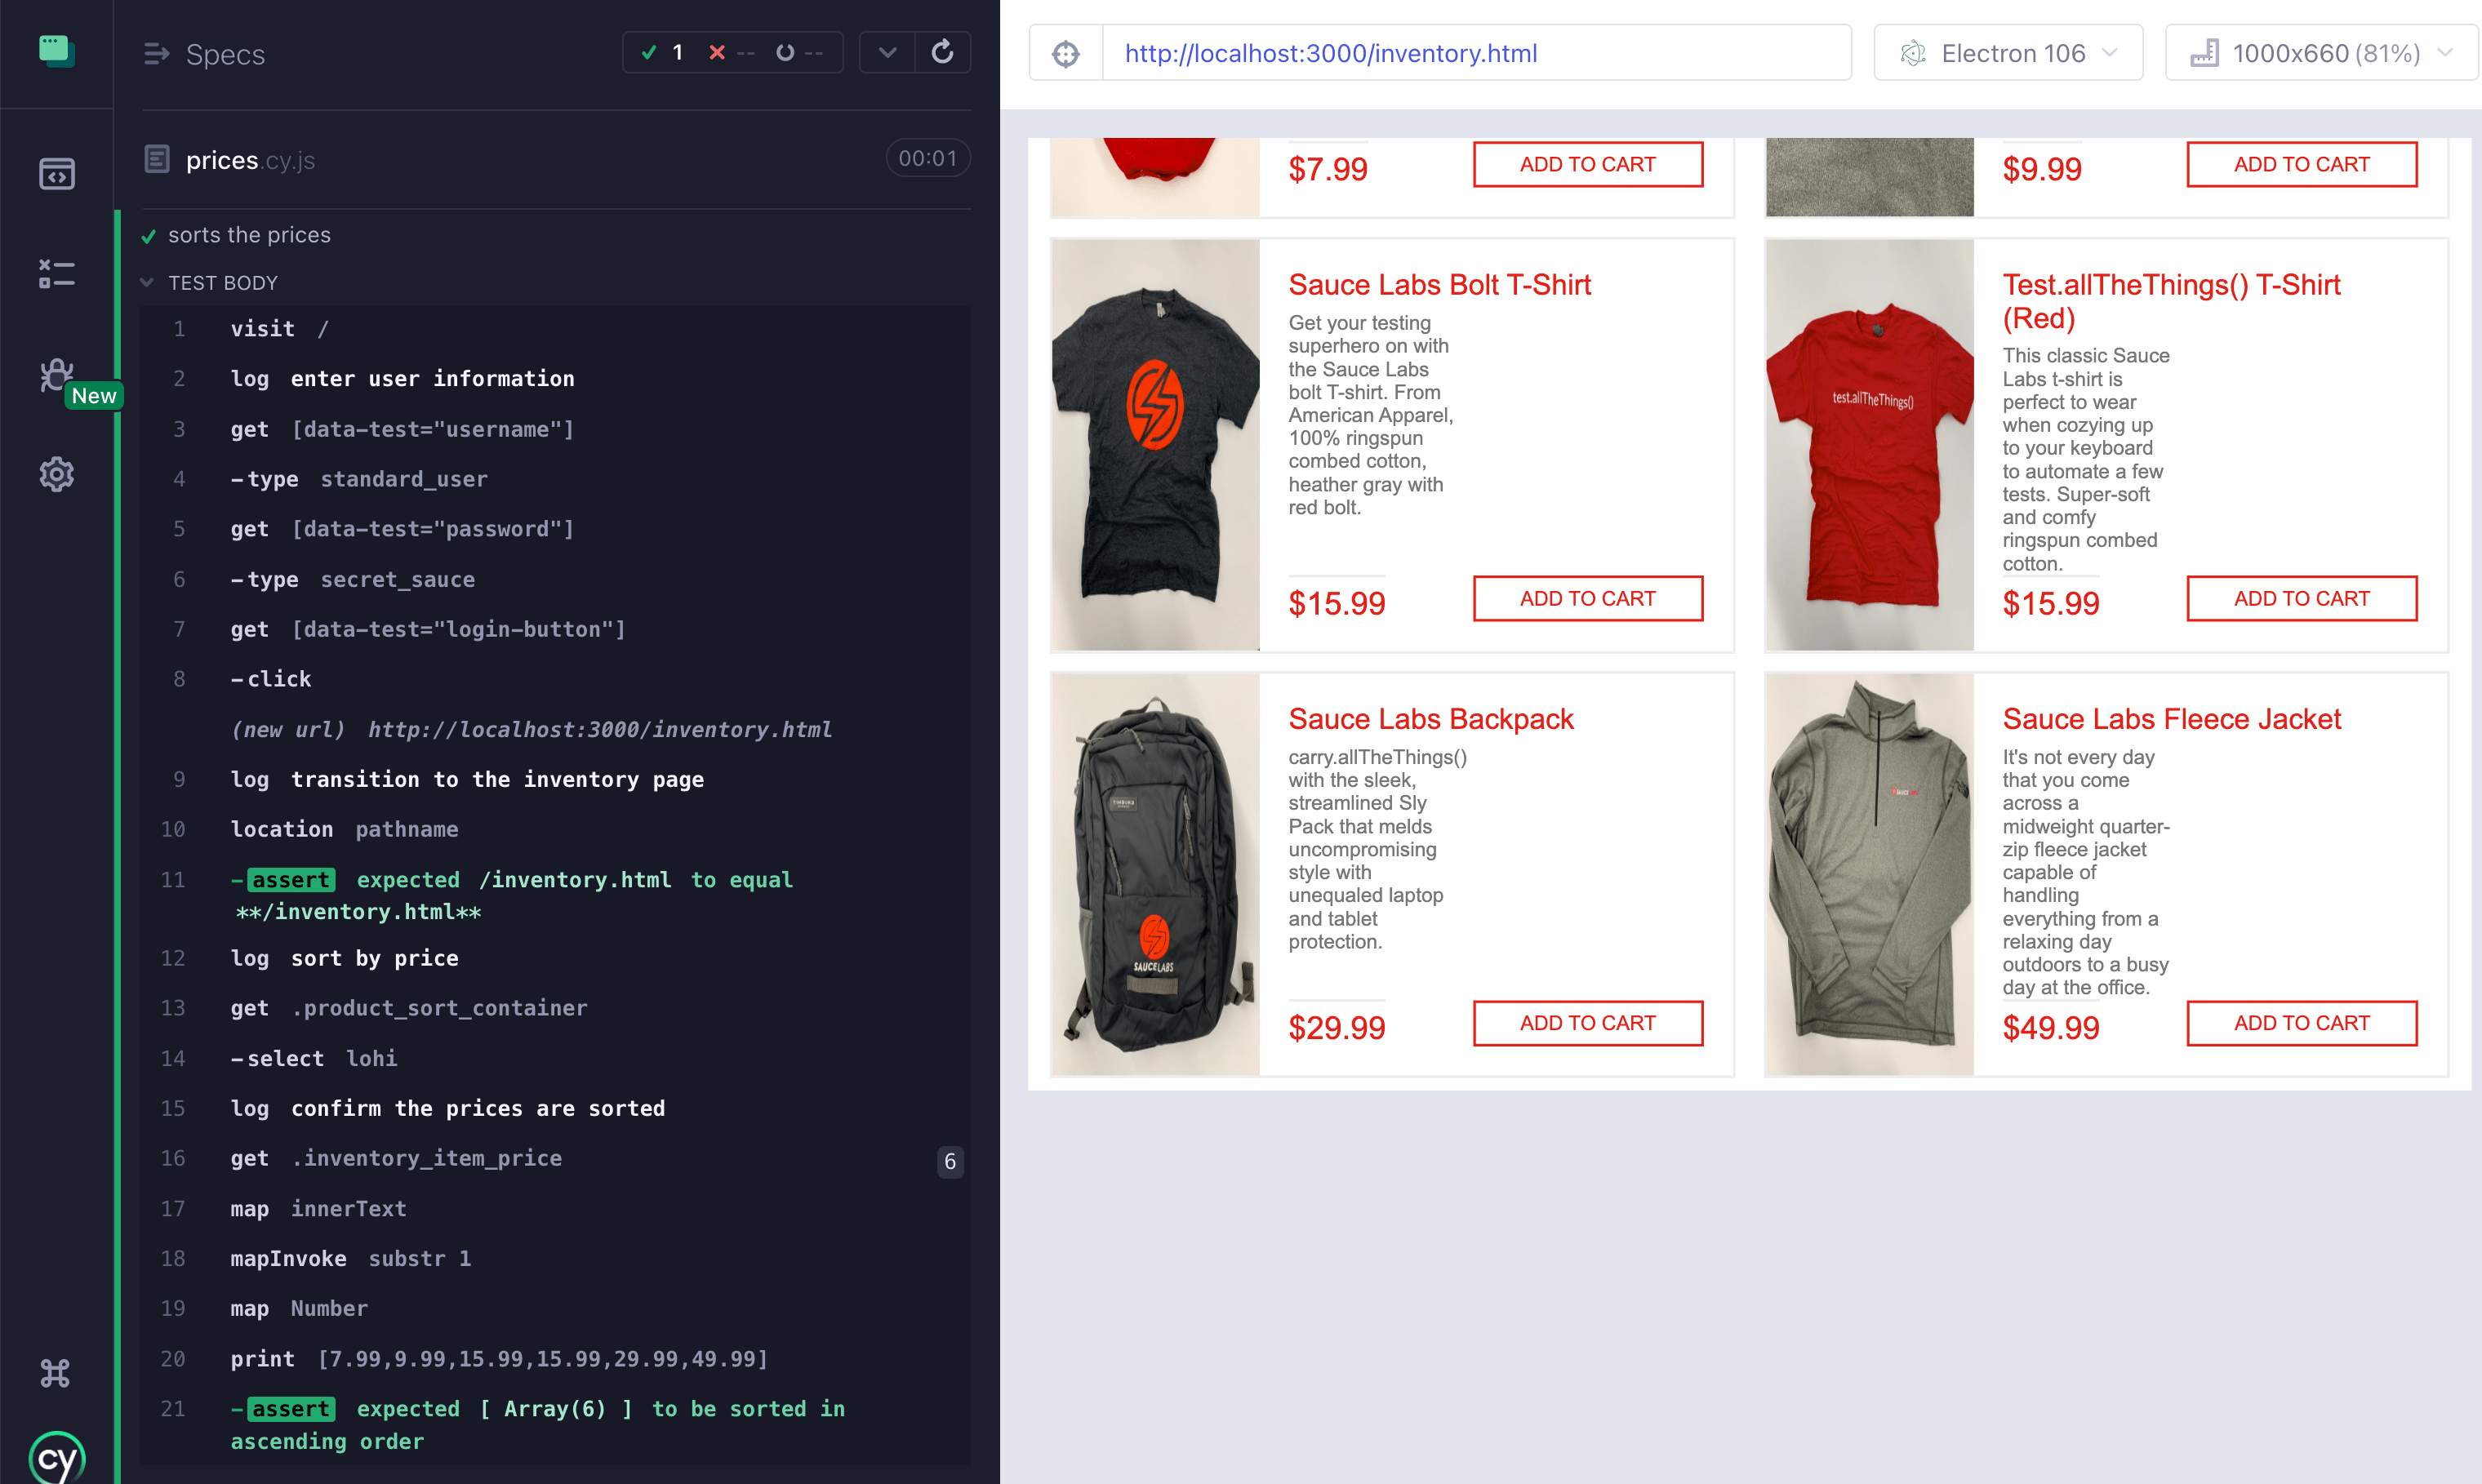 Specs
1
--
--
prices.cy.js
00:01
sorts the prices
TEST BODY
1 visit /
2 log enter user information
3 get [data-test="username"]
4 -type standard_user
5 get [data-test="password"]
6 -type secret_sauce
7 get [data-test="login-button"]
8 -click
(new url) http://localhost:3000/inventory.html
9 log transition to the inventory page
10 location pathname
11 -assert expected /inventory.html to equal
**/inventory.html**
12 log sort by price
13 get .product_sort_container
14 -select lohi
15 log confirm the prices are sorted
16 get .inventory_item_price 6
17 map innerText
18 mapInvoke substr 1
19 map Number
20 print [7.99,9.99,15.99,15.99,29.99,49.99]
21 -assert expected [ Array(6) ] to be sorted in
ascending order
New
cy
http://localhost:3000/inventory.html
Electron 106
1000x660 (81%)
$7.99
ADD TO CART
$9.99
ADD TO CART
Sauce Labs Bolt T-Shirt
Get your testing
superhero on with
the Sauce Labs
bolt T-shirt. From
American Apparel,
100% ringspun
combed cotton,
heather gray with
red bolt.
$15.99
ADD TO CART
test.allTheThings()
Test.allTheThings() T-Shirt
(Red)
This classic Sauce
Labs t-shirt is
perfect to wear
when cozying up
to your keyboard
to automate a few
tests. Super-soft
and comfy
ringspun combed
cotton.
$15.99
ADD TO CART
SAUCELABS
Sauce Labs Backpack
carry.allTheThings()
with the sleek,
streamlined Sly
Pack that melds
uncompromising
style with
unequaled laptop
and tablet
protection.
$29.99
ADD TO CART
Sauce Labs Fleece Jacket
It's not every day
that you come
across a
midweight quarter-
zip fleece jacket
capable of
handling
everything from a
relaxing day
outdoors to a busy
day at the office.
$49.99
ADD TO CART